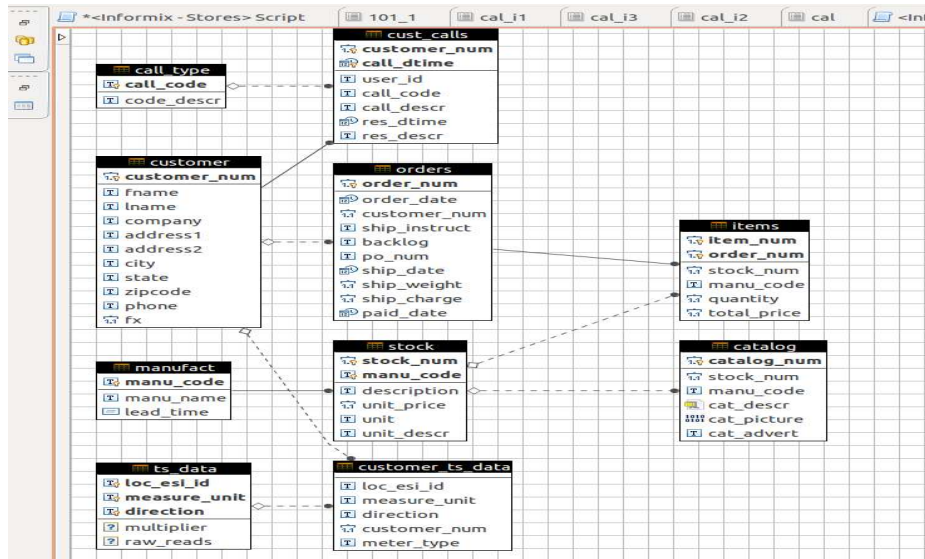 *<Informix - Stores> Script
101_1
cal_i1
cal_i3
cal_i2
cal
cust_calls
customer_num
call_dtime
user_id
call_code
call_descr
res_dtime
res_descr
call_type
call_code
code_descr
customer
customer_num
fname
lname
company
address1
address2
city
state
zipcode
phone
fx
orders
order_num
order_date
customer_num
ship_instruct
backlog
po_num
ship_date
ship_weight
ship_charge
paid_date
items
item_num
order_num
stock_num
manu_code
quantity
total_price
manufact
manu_code
manu_name
lead_time
stock
stock_num
manu_code
description
unit_price
unit
unit_descr
catalog
catalog_num
stock_num
manu_code
cat_descr
cat_picture
cat_advert
ts_data
loc_esi_id
measure_unit
direction
multiplier
raw_reads
customer_ts_data
loc_esi_id
measure_unit
direction
customer_num
meter_type